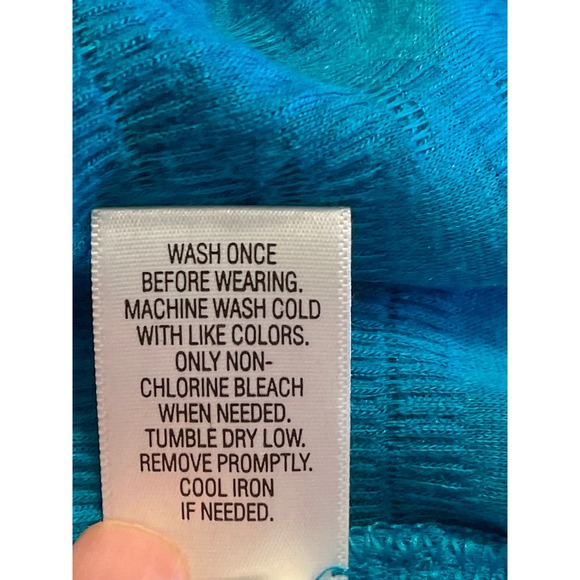 WASH ONCE
BEFORE WEARING.
MACHINE WASH COLD
WITH LIKE COLORS.
ONLY NON-
CHLORINE BLEACH
WHEN NEEDED.
TUMBLE DRY LOW.
REMOVE PROMPTLY.
COOL IRON
IF NEEDED.